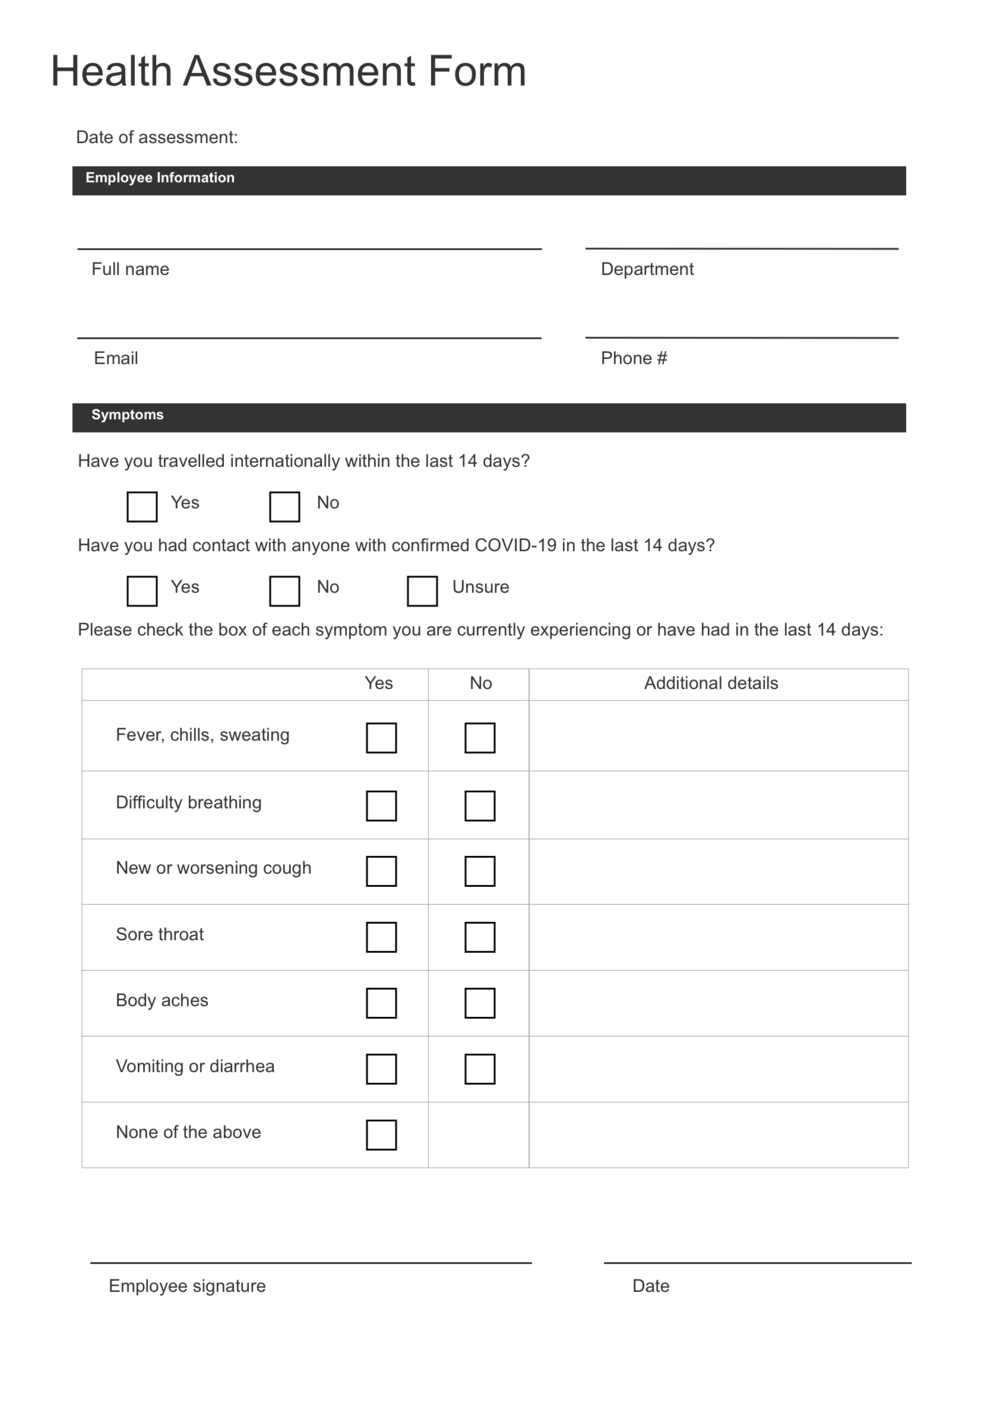 Health Assessment Form
Date of assessment:
Employee Information
Full name Department
Email Phone #
Symptoms
Have you travelled internationally within the last 14 days?
Yes No
Have you had contact with anyone with confirmed COVID-19 in the last 14 days?
Yes No Unsure
Please check the box of each symptom you are currently experiencing or have had in the last 14 days:
Yes No Additional details
Fever, chills, sweating
Difficulty breathing
New or worsening cough
Sore throat
Body aches
Vomiting or diarrhea
None of the above
Employee signature Date